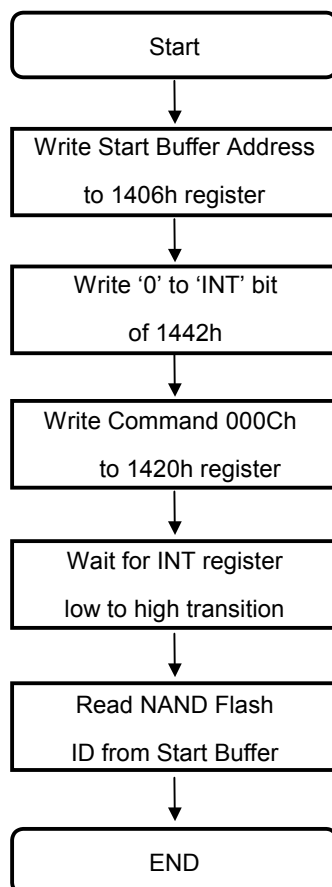 Start
Write Start Buffer Address
to 1406h register
Write ‘0’ to ‘INT’ bit
of 1442h
Write Command 000Ch
to 1420h register
Wait for INT register
low to high transition
Read NAND Flash
ID from Start Buffer
END